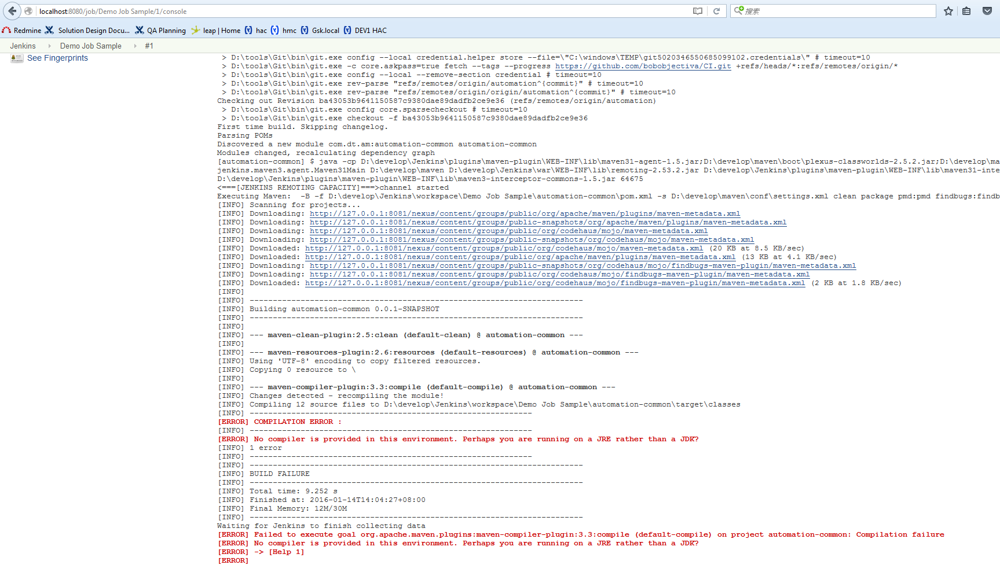 localhost:8080/job/Demo Job Sample/1/console
搜索
Redmine Solution Design Docu... QA Planning leap | Home hac hmc Gsk.local DEV1 HAC
Jenkins Demo Job Sample #1
See Fingerprints
> D:\tools\Git\bin\git.exe config --local credential.helper store --file=\"C:\windows\TEMP\git5020346550685099102.credentials\" # timeout=10
> D:\tools\Git\bin\git.exe -c core.askpass=true fetch --tags --progress https://github.com/bobobjectiva/CI.git +refs/heads/*:refs/remotes/origin/*
> D:\tools\Git\bin\git.exe config --local --remove-section credential # timeout=10
> D:\tools\Git\bin\git.exe rev-parse "refs/remotes/origin/automation^{commit}" # timeout=10
> D:\tools\Git\bin\git.exe rev-parse "refs/remotes/origin/origin/automation^{commit}" # timeout=10
Checking out Revision ba43053b9641150587c9380dae89dadfb2ce9e36 (refs/remotes/origin/automation)
> D:\tools\Git\bin\git.exe config core.sparsecheckout # timeout=10
> D:\tools\Git\bin\git.exe checkout -f ba43053b9641150587c9380dae89dadfb2ce9e36
First time build. Skipping changelog.
Parsing POMs
Discovered a new module com.dt.am:automation-common automation-common
Modules changed, recalculating dependency graph
[automation-common] $ java -cp D:\develop\Jenkins\plugins\maven-plugin\WEB-INF\lib\maven31-agent-1.5.jar;D:\develop\maven\boot\plexus-classworlds-2.5.2.jar;D:\develop\ma
jenkins.maven3.agent.Maven31Main D:\develop\maven D:\develop\Jenkins\war\WEB-INF\lib\remoting-2.53.2.jar D:\develop\Jenkins\plugins\maven-plugin\WEB-INF\lib\maven31-inte
D:\develop\Jenkins\plugins\maven-plugin\WEB-INF\lib\maven3-interceptor-commons-1.5.jar 64675
<===[JENKINS REMOTING CAPACITY]===>channel started
Executing Maven:  -B -f D:\develop\Jenkins\workspace\Demo Job Sample\automation-common\pom.xml -s D:\develop\maven\conf\settings.xml clean package pmd:pmd findbugs:findb
[INFO] Scanning for projects...
[INFO] Downloading: http://127.0.0.1:8081/nexus/content/groups/public/org/apache/maven/plugins/maven-metadata.xml
[INFO] Downloading: http://127.0.0.1:8081/nexus/content/groups/public-snapshots/org/apache/maven/plugins/maven-metadata.xml
[INFO] Downloading: http://127.0.0.1:8081/nexus/content/groups/public/org/codehaus/mojo/maven-metadata.xml
[INFO] Downloading: http://127.0.0.1:8081/nexus/content/groups/public-snapshots/org/codehaus/mojo/maven-metadata.xml
[INFO] Downloaded: http://127.0.0.1:8081/nexus/content/groups/public/org/codehaus/mojo/maven-metadata.xml (20 KB at 8.5 KB/sec)
[INFO] Downloaded: http://127.0.0.1:8081/nexus/content/groups/public/org/apache/maven/plugins/maven-metadata.xml (13 KB at 4.1 KB/sec)
[INFO] Downloading: http://127.0.0.1:8081/nexus/content/groups/public-snapshots/org/codehaus/mojo/findbugs-maven-plugin/maven-metadata.xml
[INFO] Downloading: http://127.0.0.1:8081/nexus/content/groups/public/org/codehaus/mojo/findbugs-maven-plugin/maven-metadata.xml
[INFO] Downloaded: http://127.0.0.1:8081/nexus/content/groups/public/org/codehaus/mojo/findbugs-maven-plugin/maven-metadata.xml (2 KB at 1.8 KB/sec)
[INFO]
[INFO] ------------------------------------------------------------------------
[INFO] Building automation-common 0.0.1-SNAPSHOT
[INFO] ------------------------------------------------------------------------
[INFO]
[INFO] --- maven-clean-plugin:2.5:clean (default-clean) @ automation-common ---
[INFO]
[INFO] --- maven-resources-plugin:2.6:resources (default-resources) @ automation-common ---
[INFO] Using 'UTF-8' encoding to copy filtered resources.
[INFO] Copying 0 resource to \
[INFO]
[INFO] --- maven-compiler-plugin:3.3:compile (default-compile) @ automation-common ---
[INFO] Changes detected - recompiling the module!
[INFO] Compiling 12 source files to D:\develop\Jenkins\workspace\Demo Job Sample\automation-common\target\classes
[INFO] -------------------------------------------------------------
[ERROR] COMPILATION ERROR :
[INFO] -------------------------------------------------------------
[ERROR] No compiler is provided in this environment. Perhaps you are running on a JRE rather than a JDK?
[INFO] 1 error
[INFO] -------------------------------------------------------------
[INFO] ------------------------------------------------------------------------
[INFO] BUILD FAILURE
[INFO] ------------------------------------------------------------------------
[INFO] Total time: 9.252 s
[INFO] Finished at: 2016-01-14T14:04:27+08:00
[INFO] Final Memory: 12M/30M
[INFO] ------------------------------------------------------------------------
Waiting for Jenkins to finish collecting data
[ERROR] Failed to execute goal org.apache.maven.plugins:maven-compiler-plugin:3.3:compile (default-compile) on project automation-common: Compilation failure
[ERROR] No compiler is provided in this environment. Perhaps you are running on a JRE rather than a JDK?
[ERROR] -> [Help 1]
[ERROR]